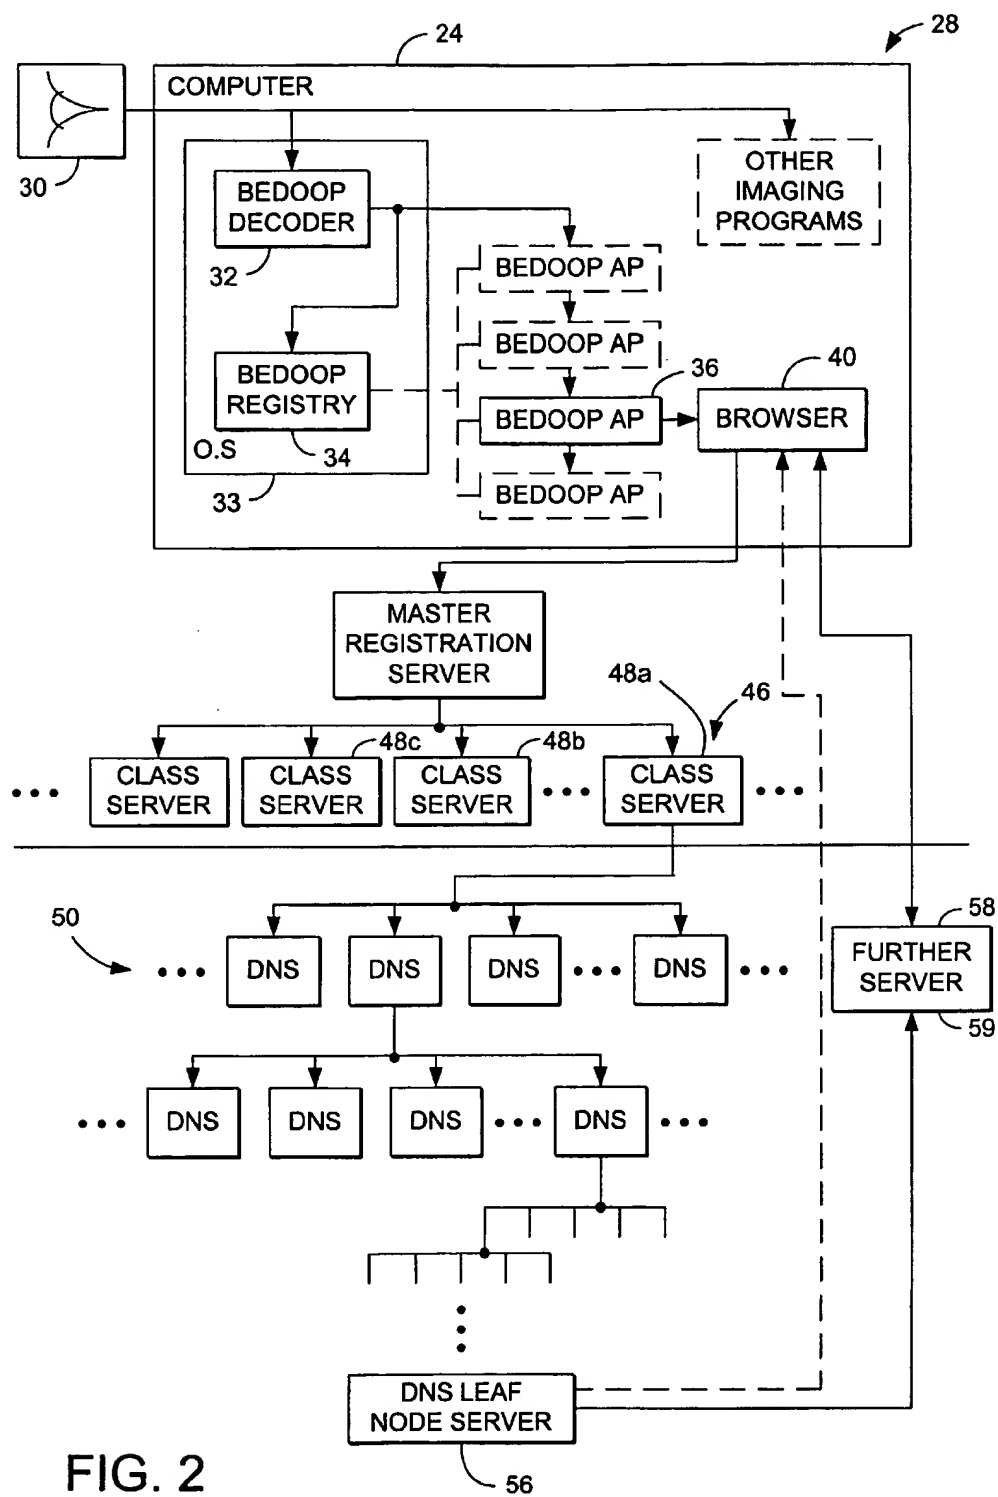 24
28
COMPUTER
30
OTHER
IMAGING
PROGRAMS
BEDOOP
DECODER
32
BEDOOP AP
BEDOOP AP
BEDOOP
REGISTRY
34
O.S
33
36
BEDOOP AP
BEDOOP AP
40
BROWSER
MASTER
REGISTRATION
SERVER
48a
46
48c
48b
CLASS
SERVER
CLASS
SERVER
CLASS
SERVER
CLASS
SERVER
50
DNS
DNS
DNS
DNS
58
FURTHER
SERVER
59
DNS
DNS
DNS
DNS
DNS LEAF
NODE SERVER
56
FIG. 2